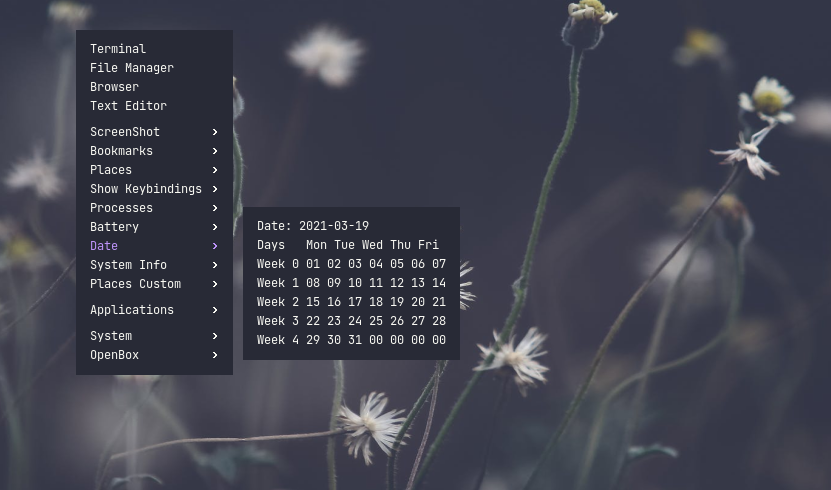 Terminal
File Manager
Browser
Text Editor
ScreenShot ›
Bookmarks ›
Places ›
Show Keybindings ›
Processes ›
Battery ›
Date ›
System Info ›
Places Custom ›
Applications ›
System ›
OpenBox ›
Date: 2021-03-19
Days Mon Tue Wed Thu Fri
Week 0 01 02 03 04 05 06 07
Week 1 08 09 10 11 12 13 14
Week 2 15 16 17 18 19 20 21
Week 3 22 23 24 25 26 27 28
Week 4 29 30 31 00 00 00 00